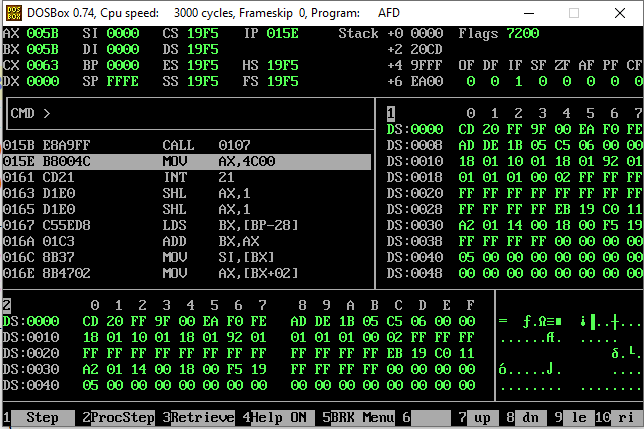 DOSBox 0.74, Cpu speed: 3000 cycles, Frameskip 0, Program: AFD
AX 005B SI 0000 CS 19F5 IP 015E Stack +0 0000 Flags 7200
BX 005B DI 0000 DS 19F5 +2 20CD
CX 0063 BP 0000 ES 19F5 HS 19F5 +4 9FFF OF DF IF SF ZF AF PF CF
DX 0000 SP FFFE SS 19F5 FS 19F5 +6 EA00 0 0 1 0 0 0 0 0
CMD >
1 0 1 2 3 4 5 6 7
DS:0000 CD 20 FF 9F 00 EA F0 FE
DS:0008 AD DE 1B 05 C5 06 00 00
DS:0010 18 01 10 01 18 01 92 01
DS:0018 01 01 01 00 02 FF FF FF
DS:0020 FF FF FF FF FF FF FF FF
DS:0028 FF FF FF FF EB 19 C0 11
DS:0030 A2 01 14 00 18 00 F5 19
DS:0038 FF FF FF FF 00 00 00 00
DS:0040 05 00 00 00 00 00 00 00
DS:0048 00 00 00 00 00 00 00 00
015B E8A9FF CALL 0107
015E B8004C MOV AX,4C00
0161 CD21 INT 21
0163 D1E0 SHL AX,1
0165 D1E0 SHL AX,1
0167 C55ED8 LDS BX,[BP-28]
016A 01C3 ADD BX,AX
016C 8B37 MOV SI,[BX]
016E 8B4702 MOV AX,[BX+02]
2 0 1 2 3 4 5 6 7 8 9 A B C D E F
DS:0000 CD 20 FF 9F 00 EA F0 FE AD DE 1B 05 C5 06 00 00
DS:0010 18 01 10 01 18 01 92 01 01 01 01 00 02 FF FF FF
DS:0020 FF FF FF FF FF FF FF FF FF FF FF FF EB 19 C0 11
DS:0030 A2 01 14 00 18 00 F5 19 FF FF FF FF 00 00 00 00
DS:0040 05 00 00 00 00 00 00 00 00 00 00 00 00 00 00 00
= ƒ.Ω≡■ ¡▐..┼...
......Æ. ........
........ ....δ.└.
ó.....⌡. ........
........ ........
1 Step 2ProcStep 3Retrieve 4Help ON 5BRK Menu 6 7 up 8 dn 9 le 10 ri